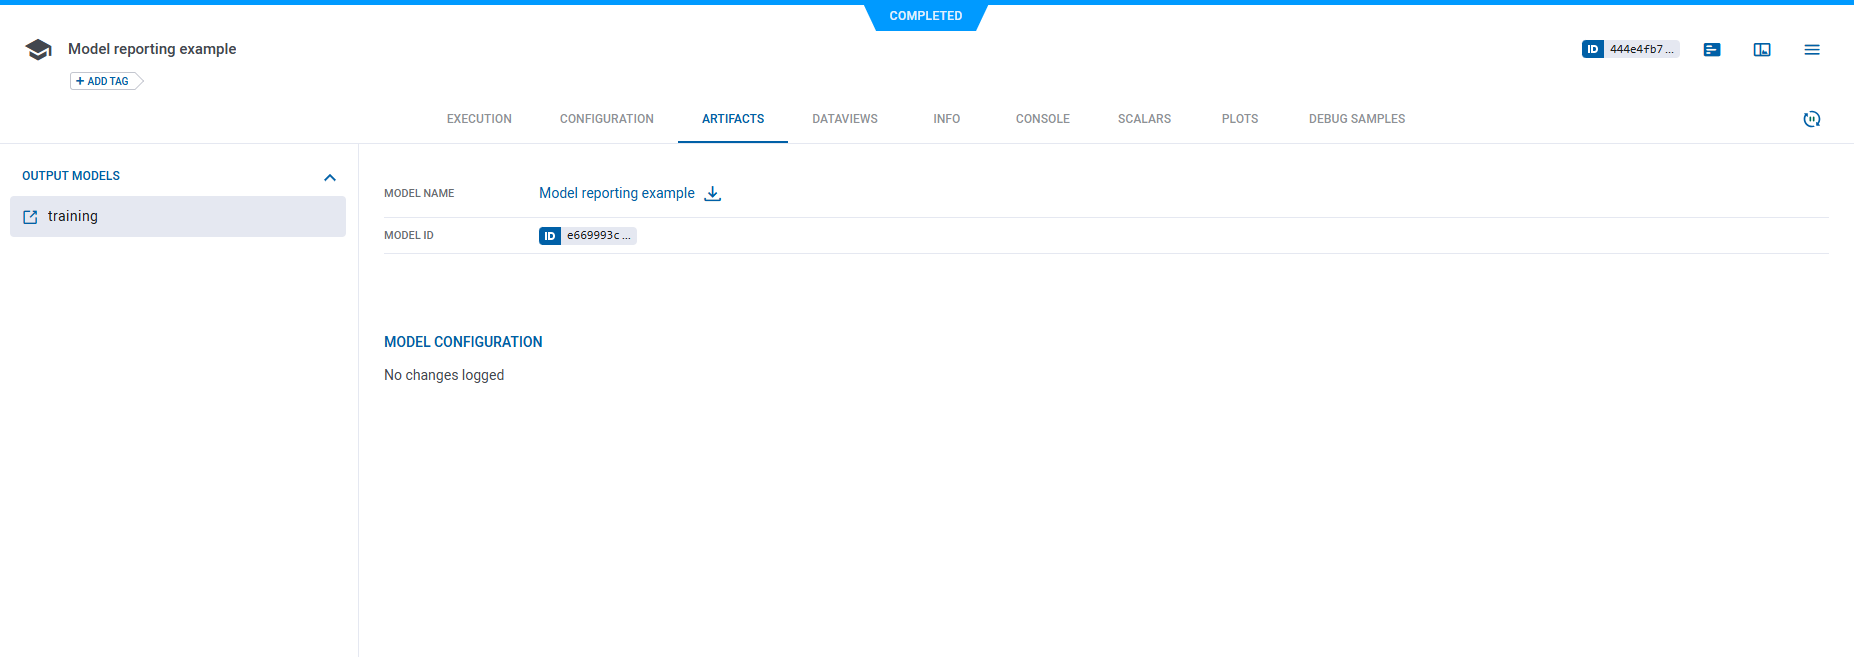 COMPLETED
Model reporting example
ID 444e4fb7 ...
+ ADD TAG
EXECUTION CONFIGURATION ARTIFACTS DATAVIEWS INFO CONSOLE SCALARS PLOTS DEBUG SAMPLES
OUTPUT MODELS
training
MODEL NAME Model reporting example
MODEL ID ID e669993c ...
MODEL CONFIGURATION
No changes logged